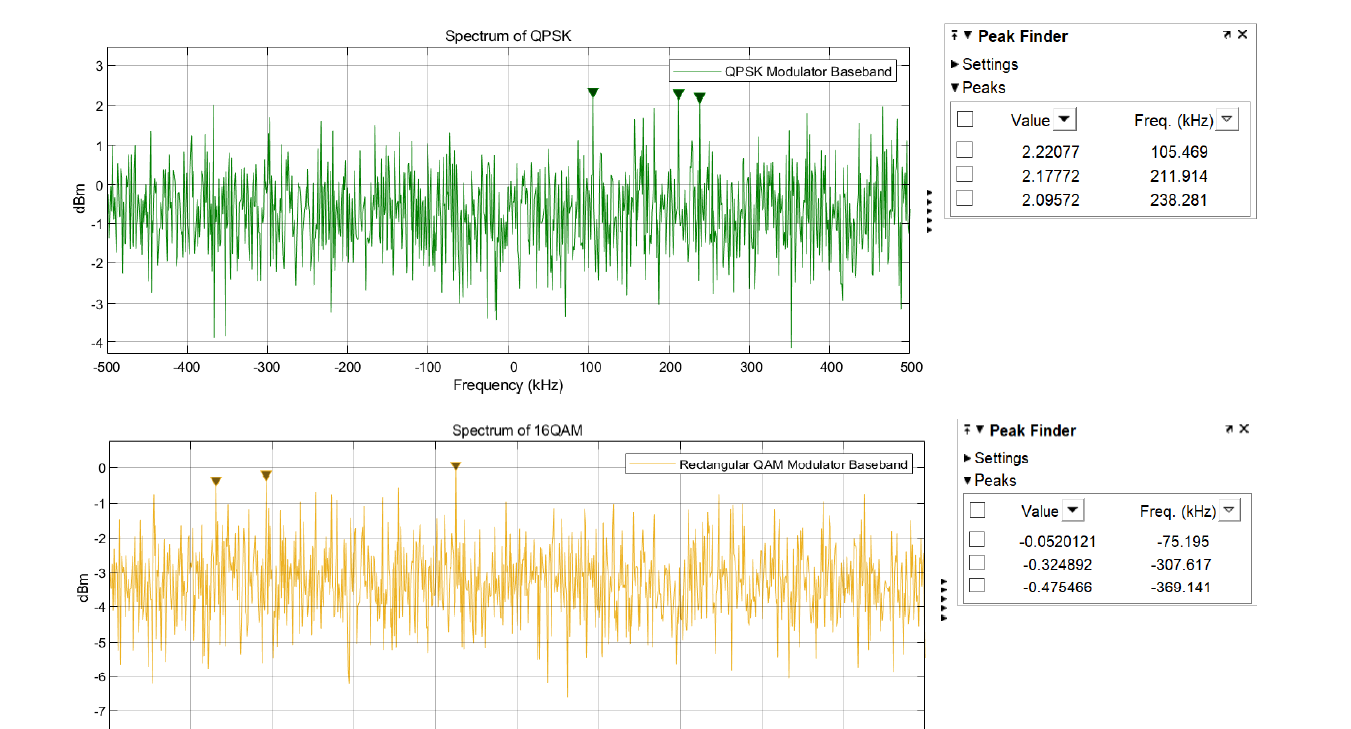 Spectrum of QPSK
QPSK Modulator Baseband
3
2
1
0
-1
-2
-3
-4
dBm
-500 -400 -300 -200 -100 0 100 200 300 400 500
Frequency (kHz)
Peak Finder
Settings
Peaks
Value Freq. (kHz)
2.22077 105.469
2.17772 211.914
2.09572 238.281
Spectrum of 16QAM
Rectangular QAM Modulator Baseband
0
-1
-2
-3
-4
-5
-6
-7
dBm
Peak Finder
Settings
Peaks
Value Freq. (kHz)
-0.0520121 -75.195
-0.324892 -307.617
-0.475466 -369.141